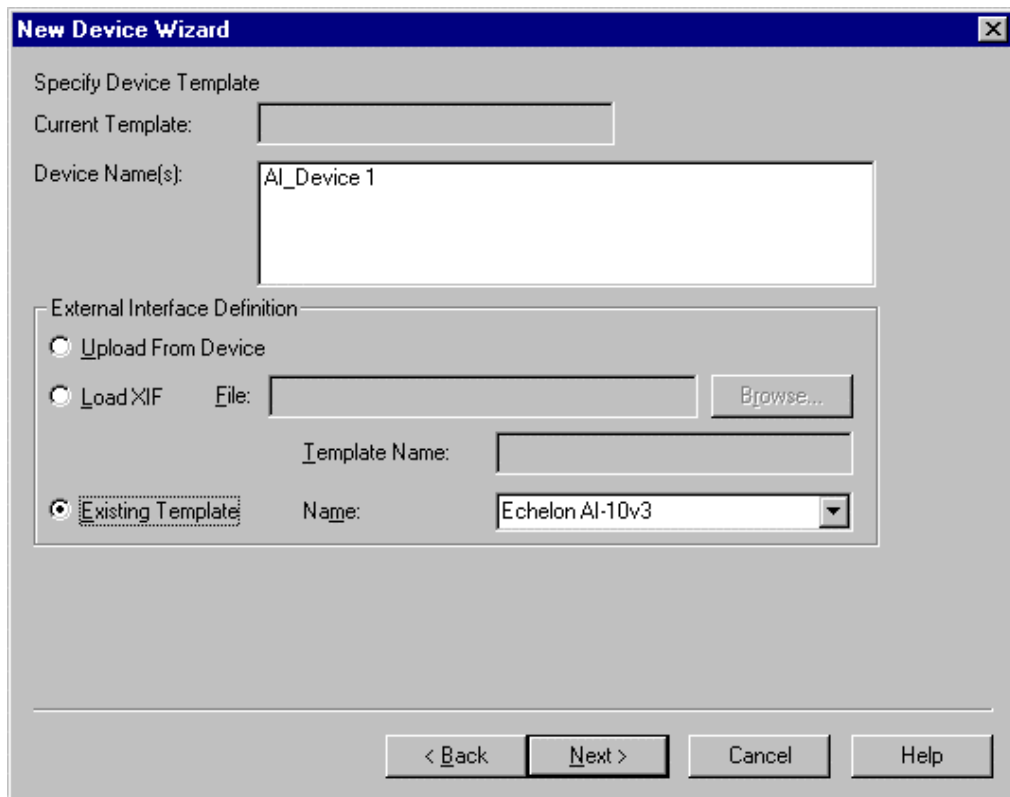 New Device Wizard
Specify Device Template
Current Template:
Device Name(s):
AI_Device 1
External Interface Definition
Upload From Device
Load XIF File: Browse...
Template Name:
Existing Template Name: Echelon AI-10v3
< Back Next > Cancel Help